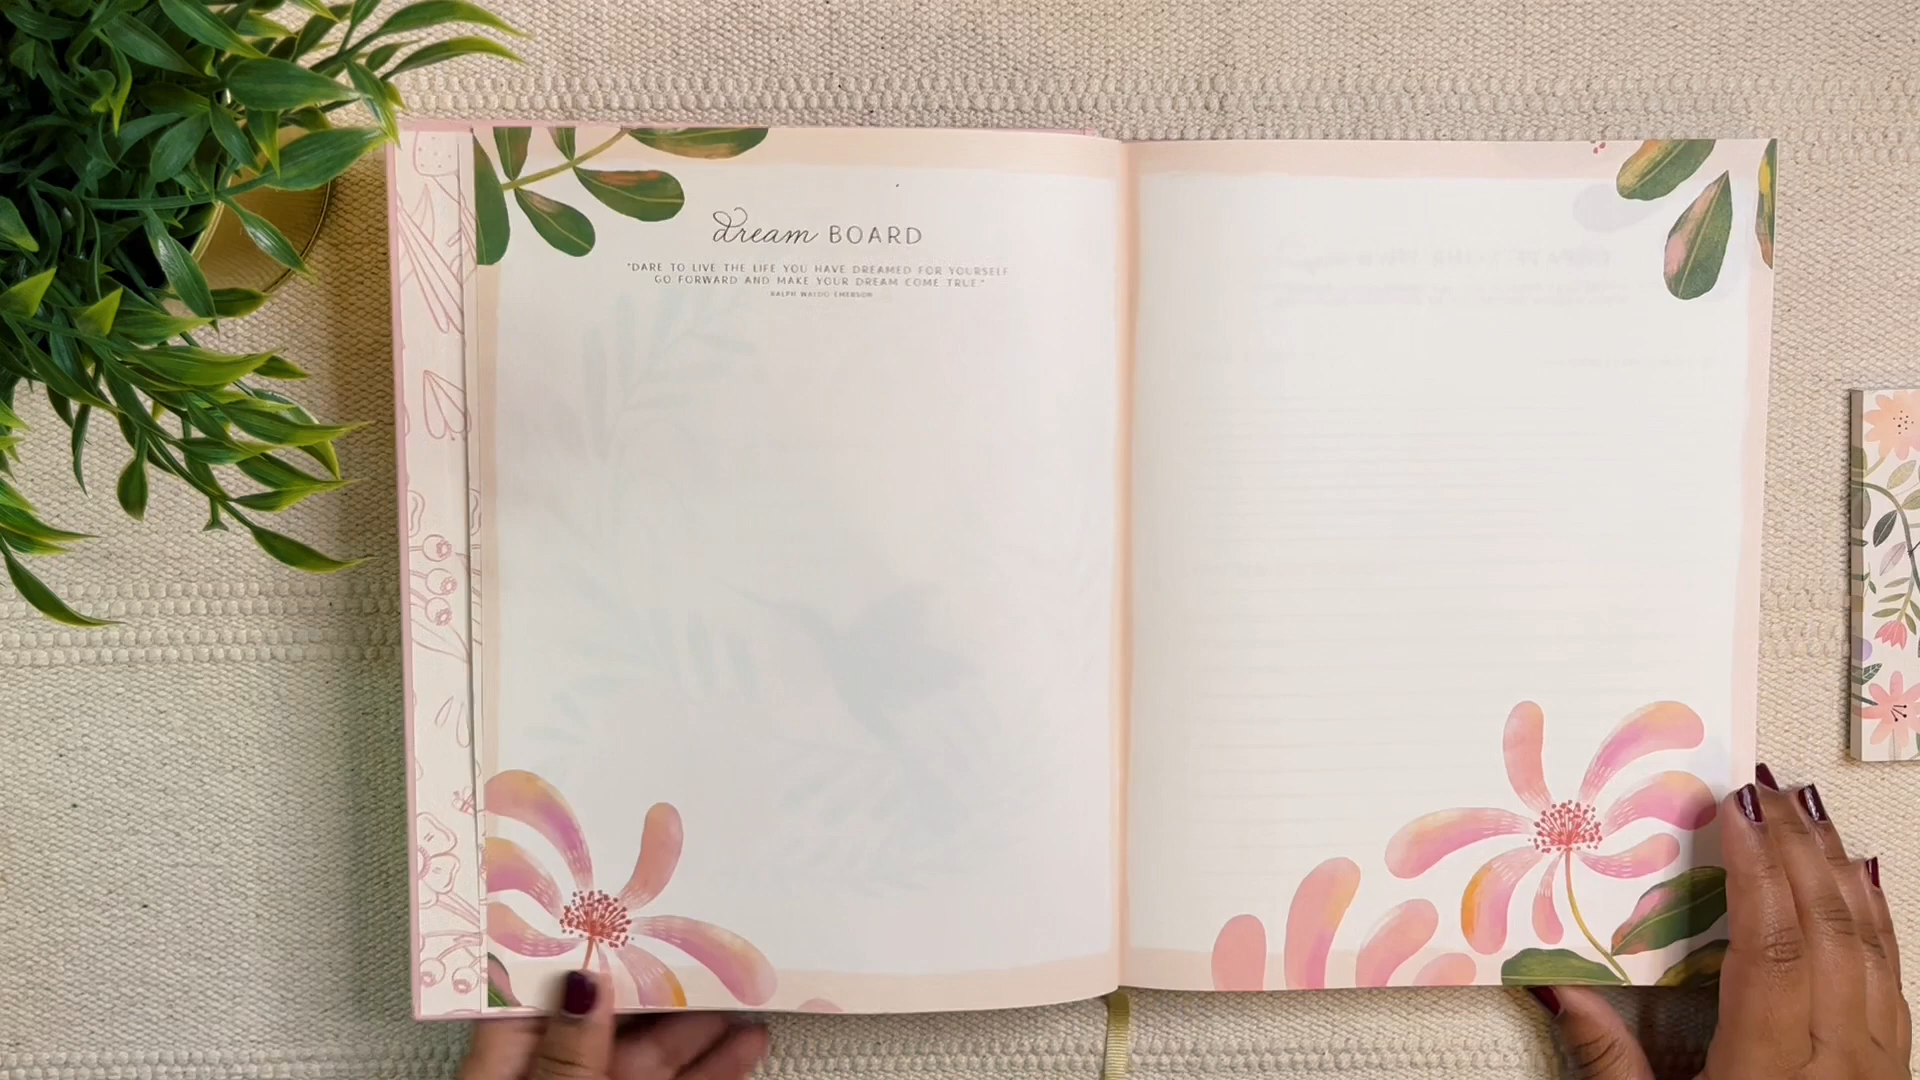 dream BOARD
"DARE TO LIVE THE LIFE YOU HAVE DREAMED FOR YOURSELF
GO FORWARD AND MAKE YOUR DREAM COME TRUE."
RALPH WALDO EMERSON